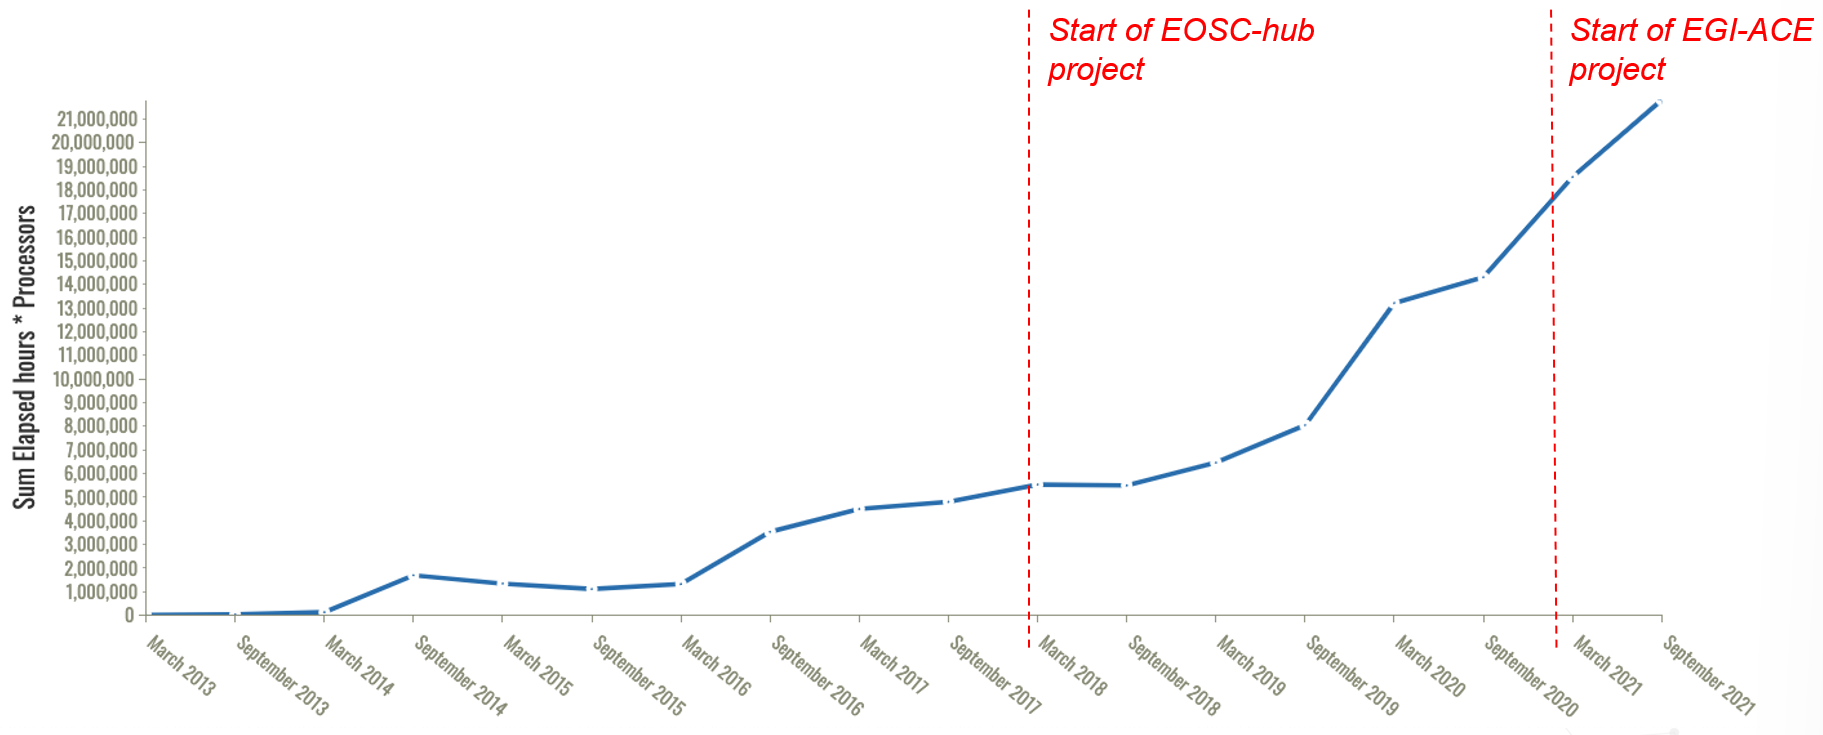 Start of EOSC-hub
project
Start of EGI-ACE
project
Sum Elapsed hours * Processors
21,000,000
20,000,000
19,000,000
18,000,000
17,000,000
16,000,000
15,000,000
14,000,000
13,000,000
12,000,000
11,000,000
10,000,000
9,000,000
8,000,000
7,000,000
6,000,000
5,000,000
4,000,000
3,000,000
2,000,000
1,000,000
0
March 2013
September 2013
March 2014
September 2014
March 2015
September 2015
March 2016
September 2016
March 2017
September 2017
March 2018
September 2018
March 2019
September 2019
March 2020
September 2020
March 2021
September 2021